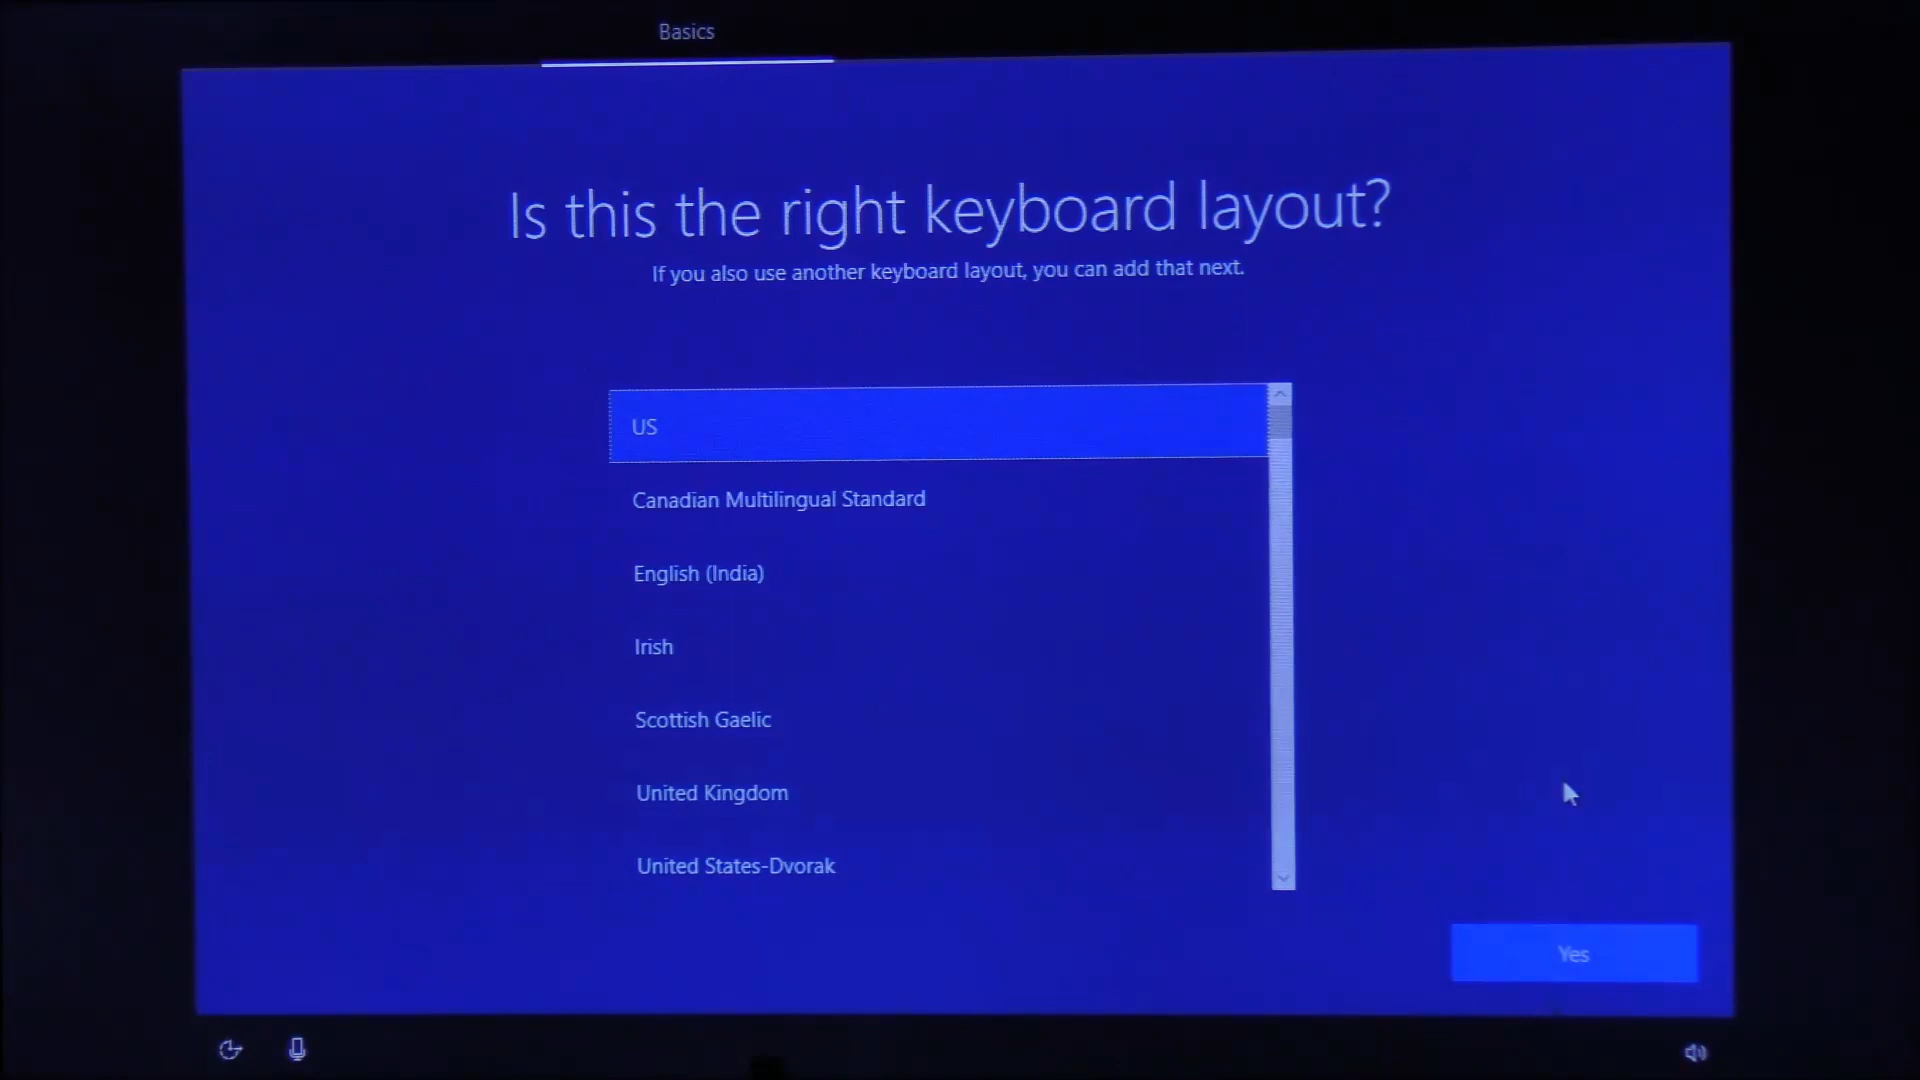 Basics
Is this the right keyboard layout?
If you also use another keyboard layout, you can add that next.
US
Canadian Multilingual Standard
English (India)
Irish
Scottish Gaelic
United Kingdom
United States-Dvorak
Yes